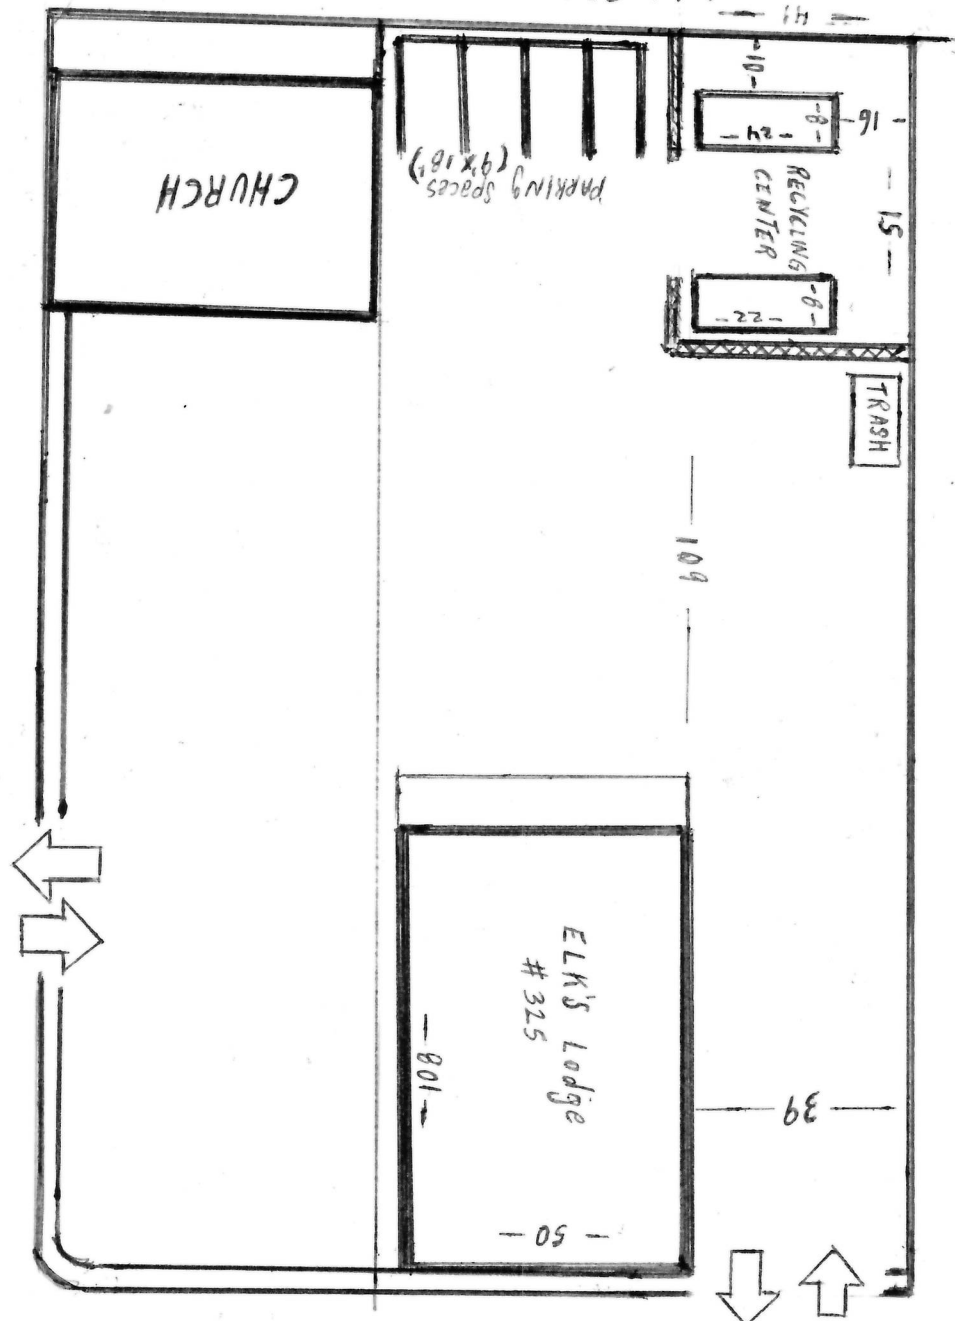 41
10
8
24
16
15
RECYCLING
CENTER
8
22
PARKING Spaces
(9'x18')
CHURCH
TRASH
109
ELK'S Lodge
#325
108
50
39